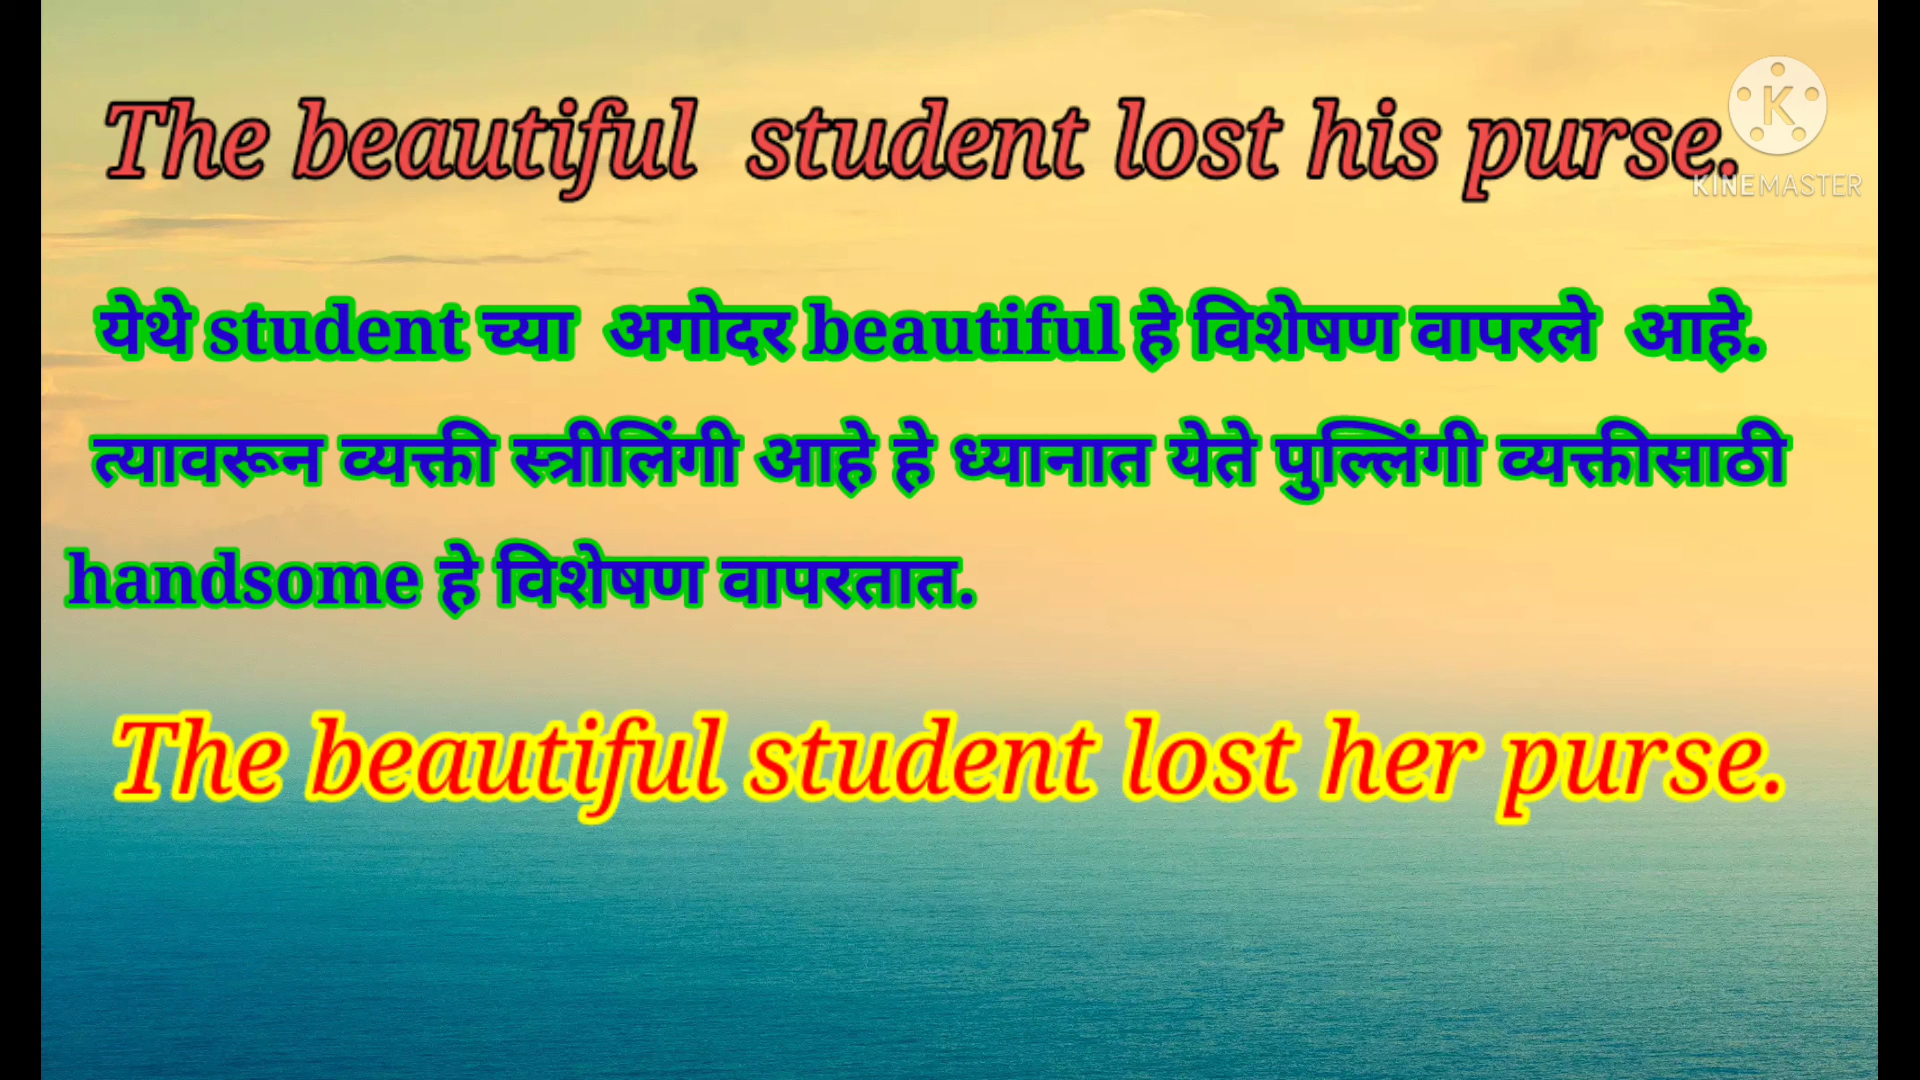 The beautiful student lost his purse.
KINEMASTER
येथे student च्या अगोदर beautiful हे विशेषण वापरले आहे.
त्यावरून व्यक्ती स्त्रीलिंगी आहे हे ध्यानात येते पुल्लिंगी व्यक्तीसाठी
handsome हे विशेषण वापरतात.
The beautiful student lost her purse.